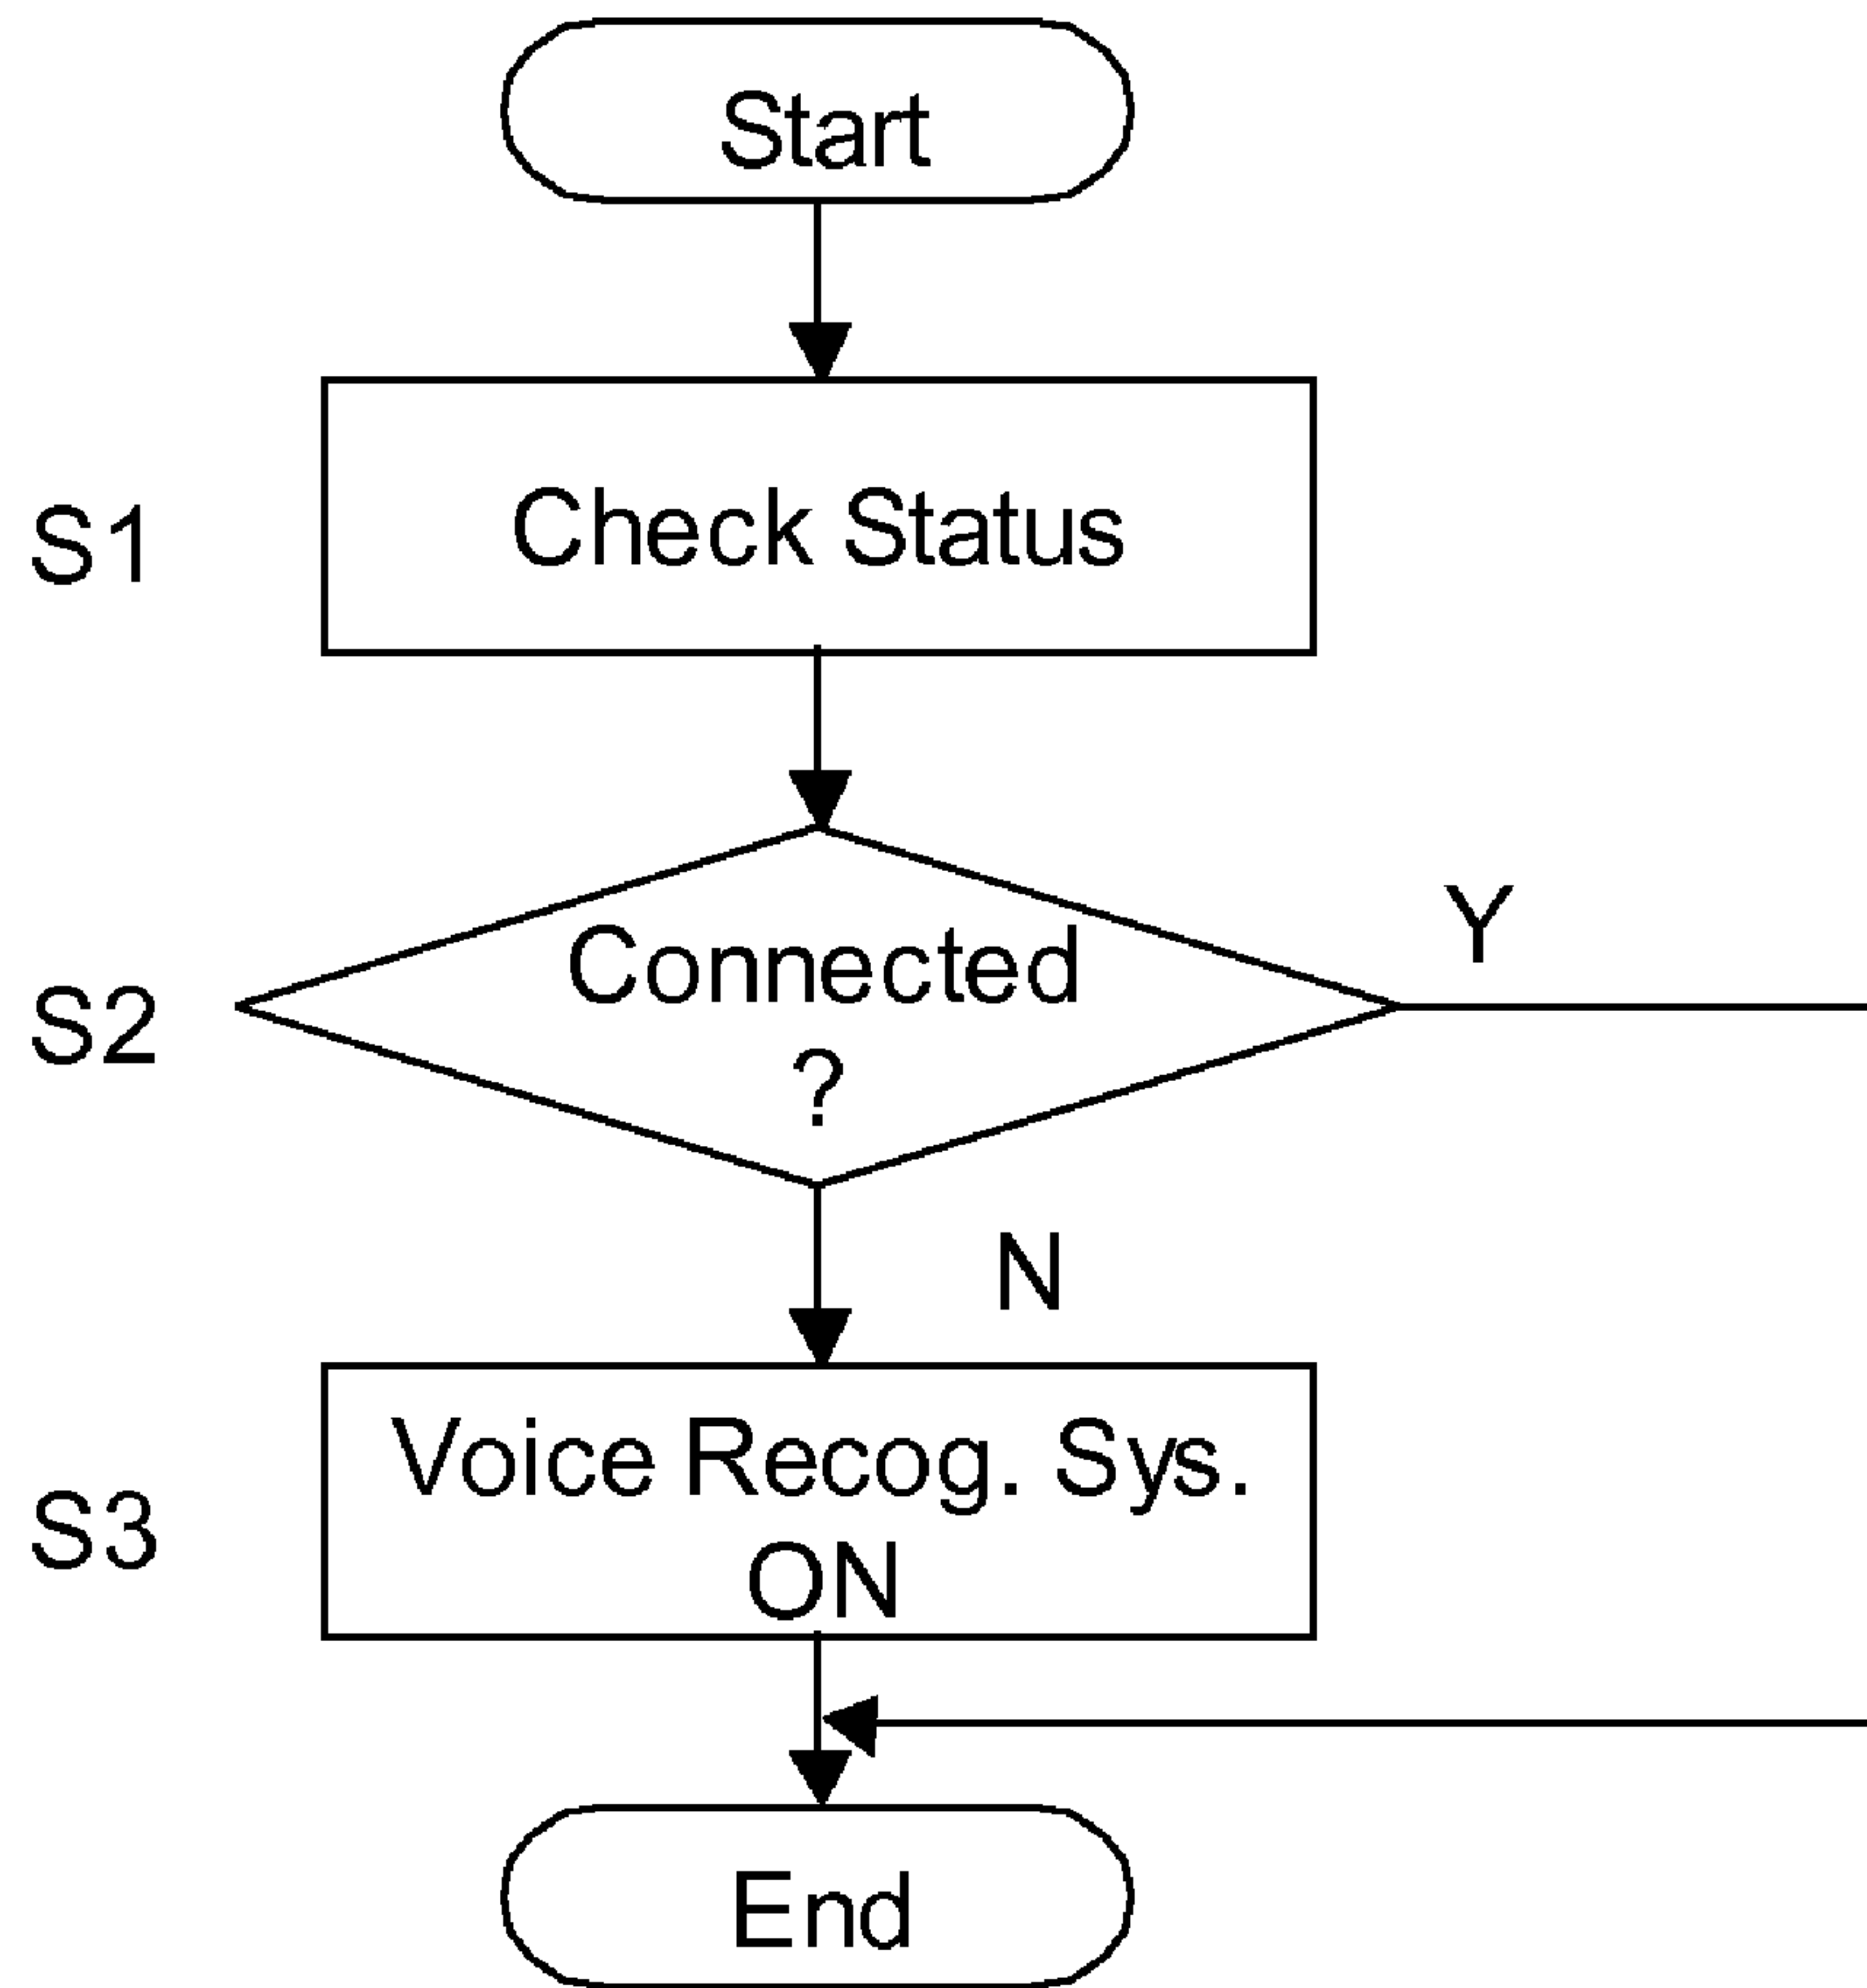 Start
S1
Check Status
S2
Connected
?
Y
N
S3
Voice Recog. Sys.
ON
End